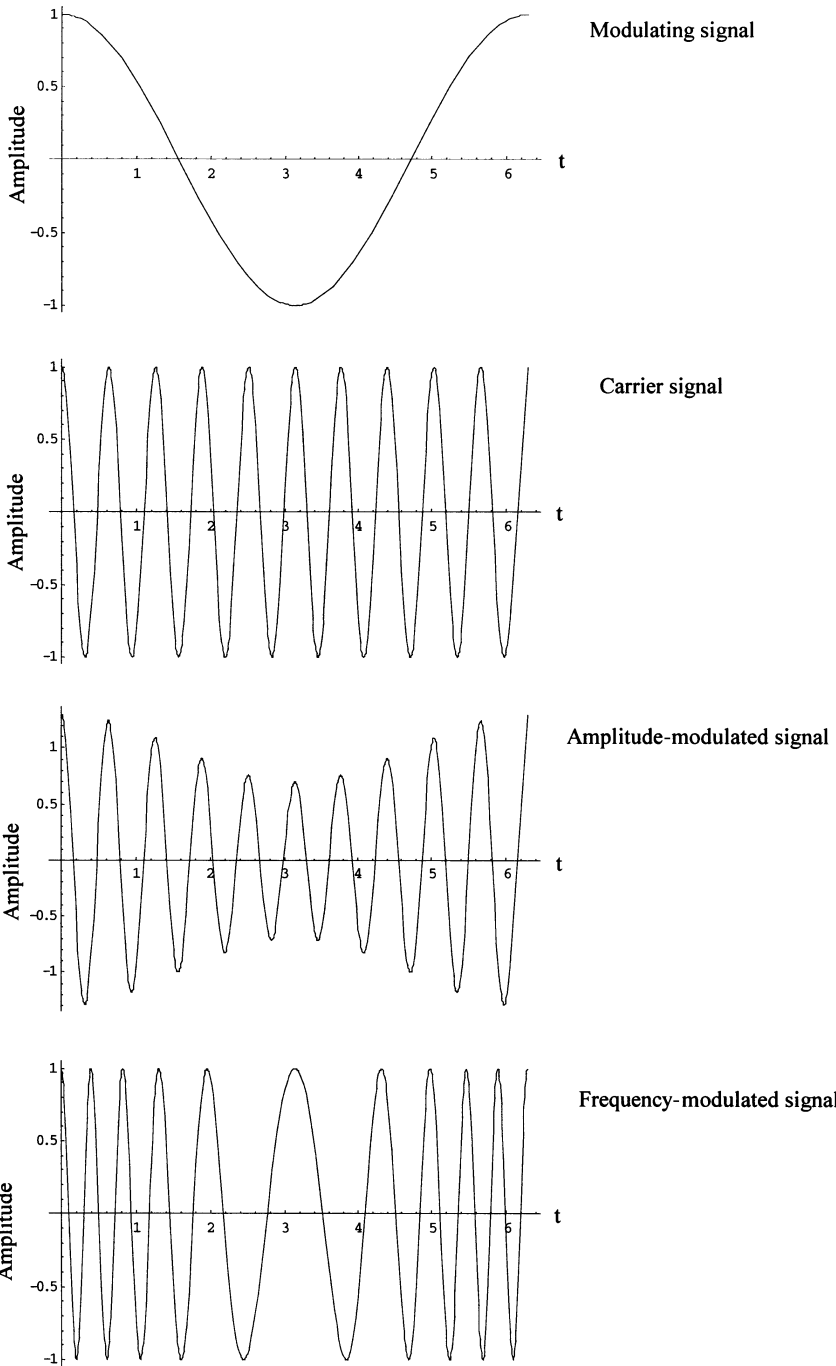 Modulating signal
Amplitude
1
0.5
-0.5
-1
1 2 3 4 5 6 t
Carrier signal
Amplitude
1
0.5
-0.5
-1
1 2 3 4 5 6 t
Amplitude-modulated signal
Amplitude
1
0.5
-0.5
-1
1 2 3 4 5 6 t
Frequency-modulated signal
Amplitude
1
0.5
-0.5
-1
1 2 3 4 5 6 t